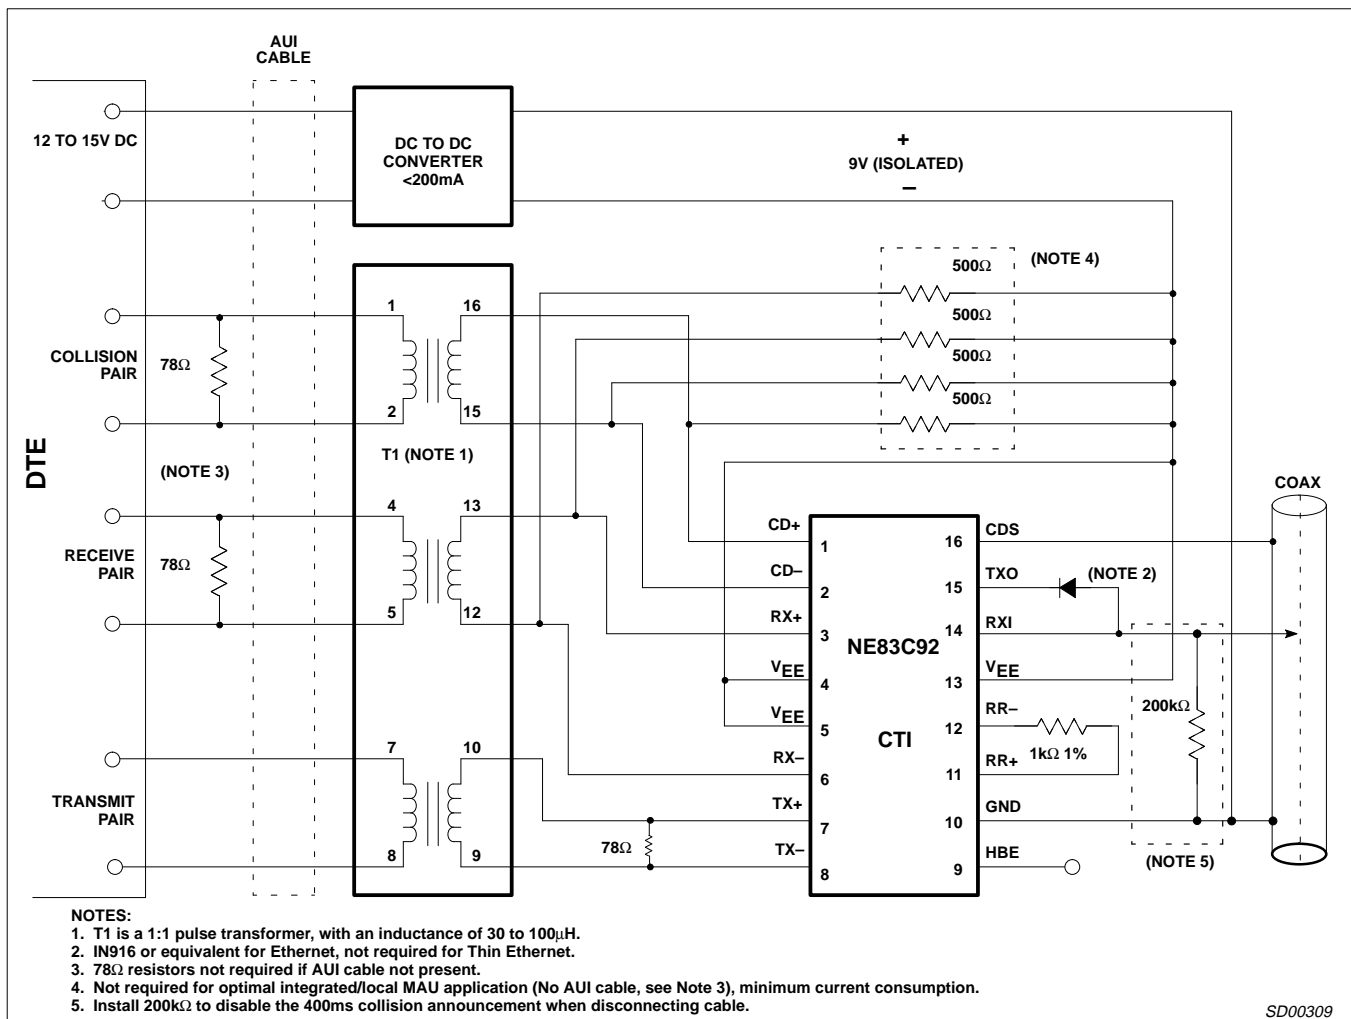 AUI
CABLE
12 TO 15V DC
DC TO DC
CONVERTER
<200mA
+
9V (ISOLATED)
–
500Ω
(NOTE 4)
500Ω
500Ω
500Ω
1
16
COLLISION
PAIR
78Ω
2
15
DTE
(NOTE 3)
T1 (NOTE 1)
4
13
RECEIVE
PAIR
78Ω
5
12
7
10
TRANSMIT
PAIR
8
9
78Ω
CD+
1
CD–
2
RX+
3
VEE
4
VEE
5
RX–
6
TX+
7
TX–
8
NE83C92
CTI
16
CDS
15
TXO
(NOTE 2)
14
RXI
13
VEE
12
RR–
1kΩ 1%
11
RR+
10
GND
9
HBE
200kΩ
(NOTE 5)
COAX
NOTES:
1. T1 is a 1:1 pulse transformer, with an inductance of 30 to 100µH.
2. IN916 or equivalent for Ethernet, not required for Thin Ethernet.
3. 78Ω resistors not required if AUI cable not present.
4. Not required for optimal integrated/local MAU application (No AUI cable, see Note 3), minimum current consumption.
5. Install 200kΩ to disable the 400ms collision announcement when disconnecting cable.
SD00309